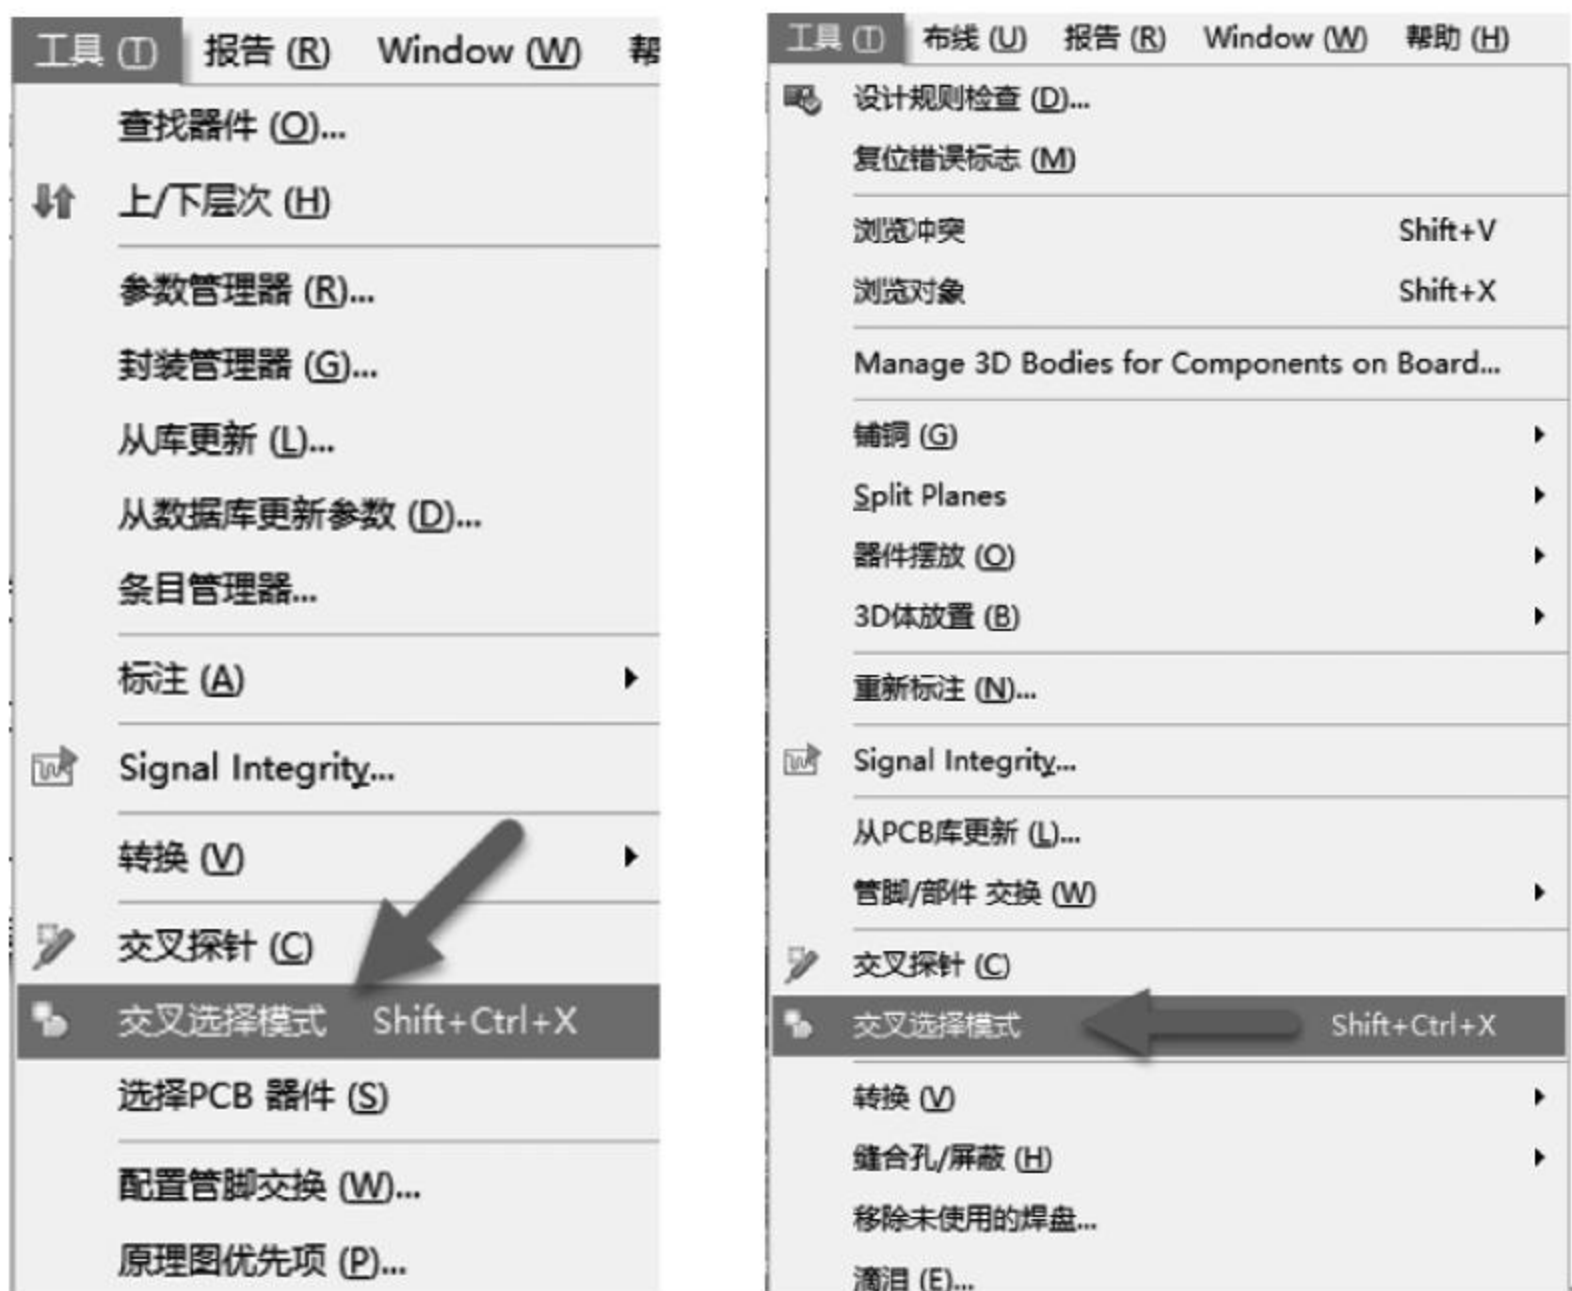 工具 (T) 报告 (R) Window (W) 帮
查找器件 (O)...
上/下层次 (H)
参数管理器 (R)...
封装管理器 (G)...
从库更新 (L)...
从数据库更新参数 (D)...
条目管理器...
标注 (A)
Signal Integrity...
转换 (V)
交叉探针 (C)
交叉选择模式 Shift+Ctrl+X
选择PCB 器件 (S)
配置管脚交换 (W)...
原理图优先项 (P)...
工具 (T) 布线 (U) 报告 (R) Window (W) 帮助 (H)
设计规则检查 (D)...
复位错误标志 (M)
浏览冲突 Shift+V
浏览对象 Shift+X
Manage 3D Bodies for Components on Board...
铺铜 (G)
Split Planes
器件摆放 (O)
3D体放置 (B)
重新标注 (N)...
Signal Integrity...
从PCB库更新 (L)...
管脚/部件 交换 (W)
交叉探针 (C)
交叉选择模式 Shift+Ctrl+X
转换 (V)
缝合孔/屏蔽 (H)
移除未使用的焊盘...
滴泪 (E)...